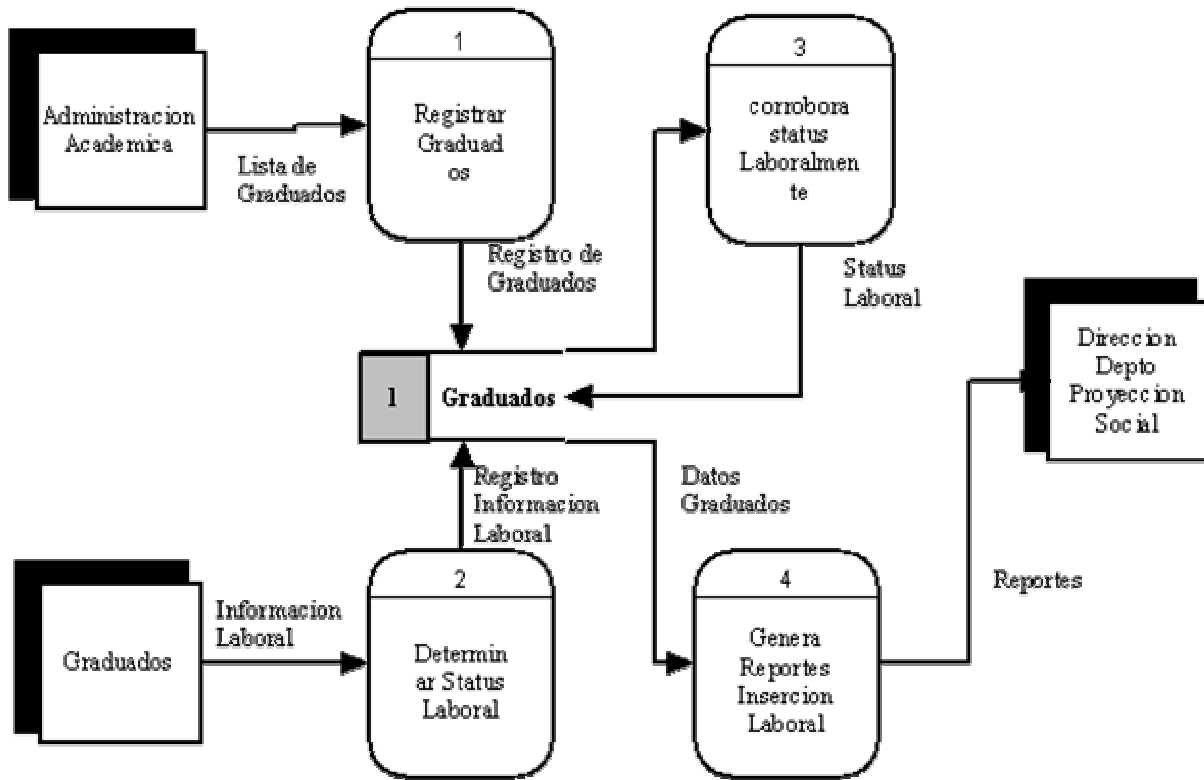 1
3
Administracion
Academica
Registrar
Graduad
os
corrobora
status
Laboralmen
te
Lista de
Graduados
Registro de
Graduados
Status
Laboral
Direccion
Depto
Proyeccion
Social
1
Graduados
Registro
Informacion
Laboral
Datos
Graduados
Graduados
Informacion
Laboral
2
Determin
ar Status
Laboral
4
Genera
Reportes
Insercion
Laboral
Reportes